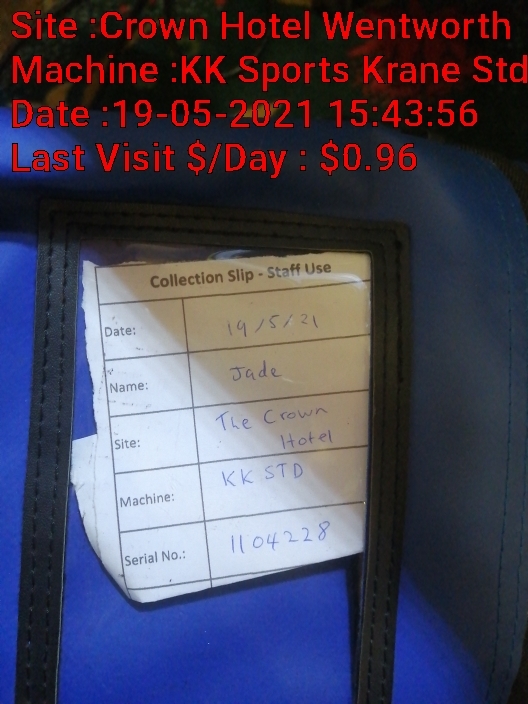 Site :Crown Hotel Wentworth
Machine :KK Sports Krane Std
Date :19-05-2021 15:43:56
Last Visit $/Day : $0.96
Collection Slip - Staff Use
Date: 19/5/21
Name: Jade
Site: The Crown
Hotel
Machine: KK STD
Serial No.: 1104228